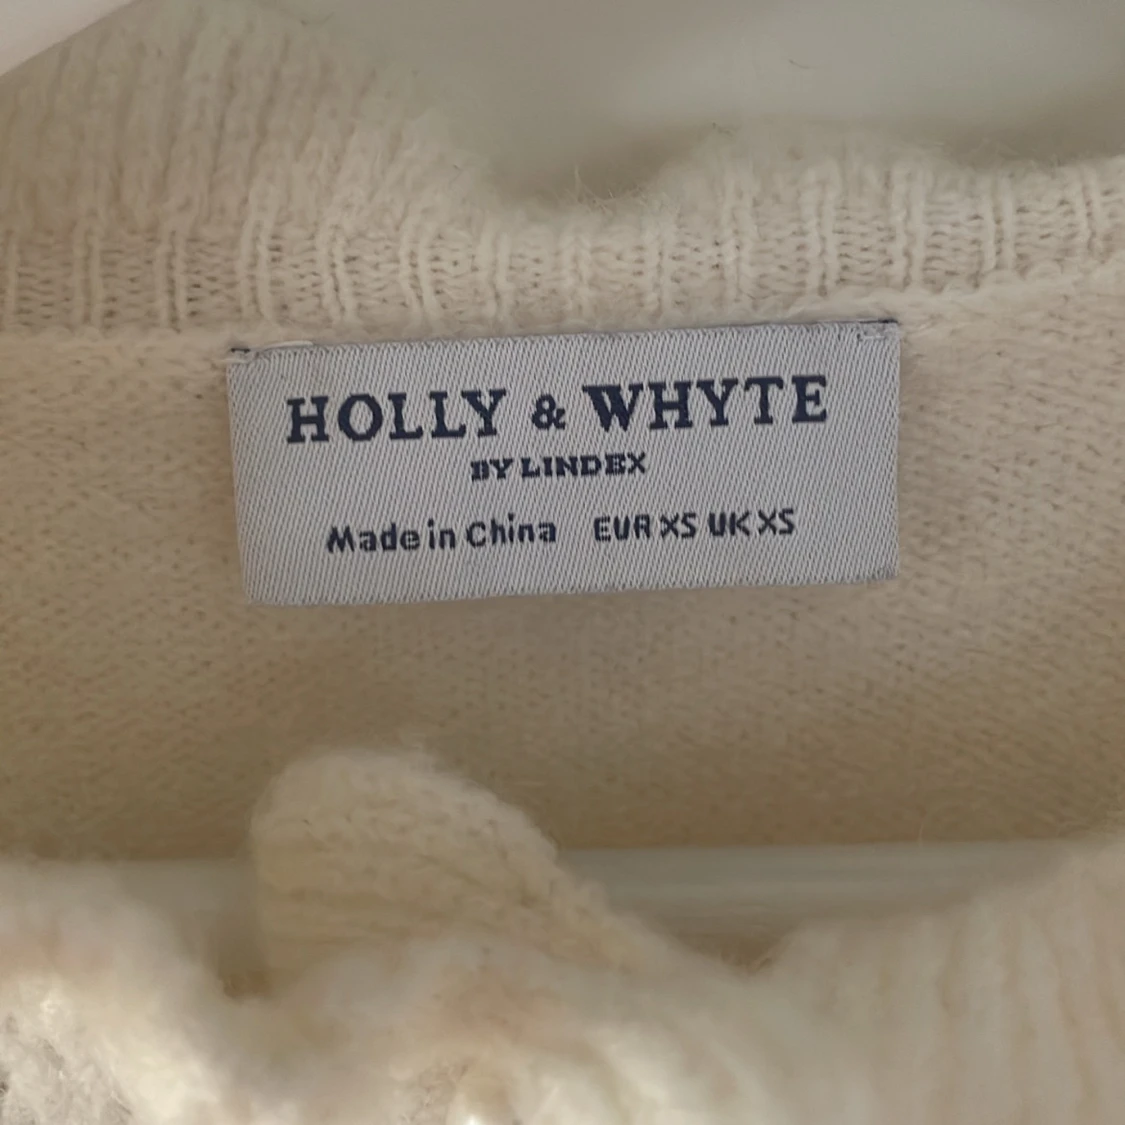 HOLLY & WHYTE
BY LINDEX
Made in China EUR XS UK XS